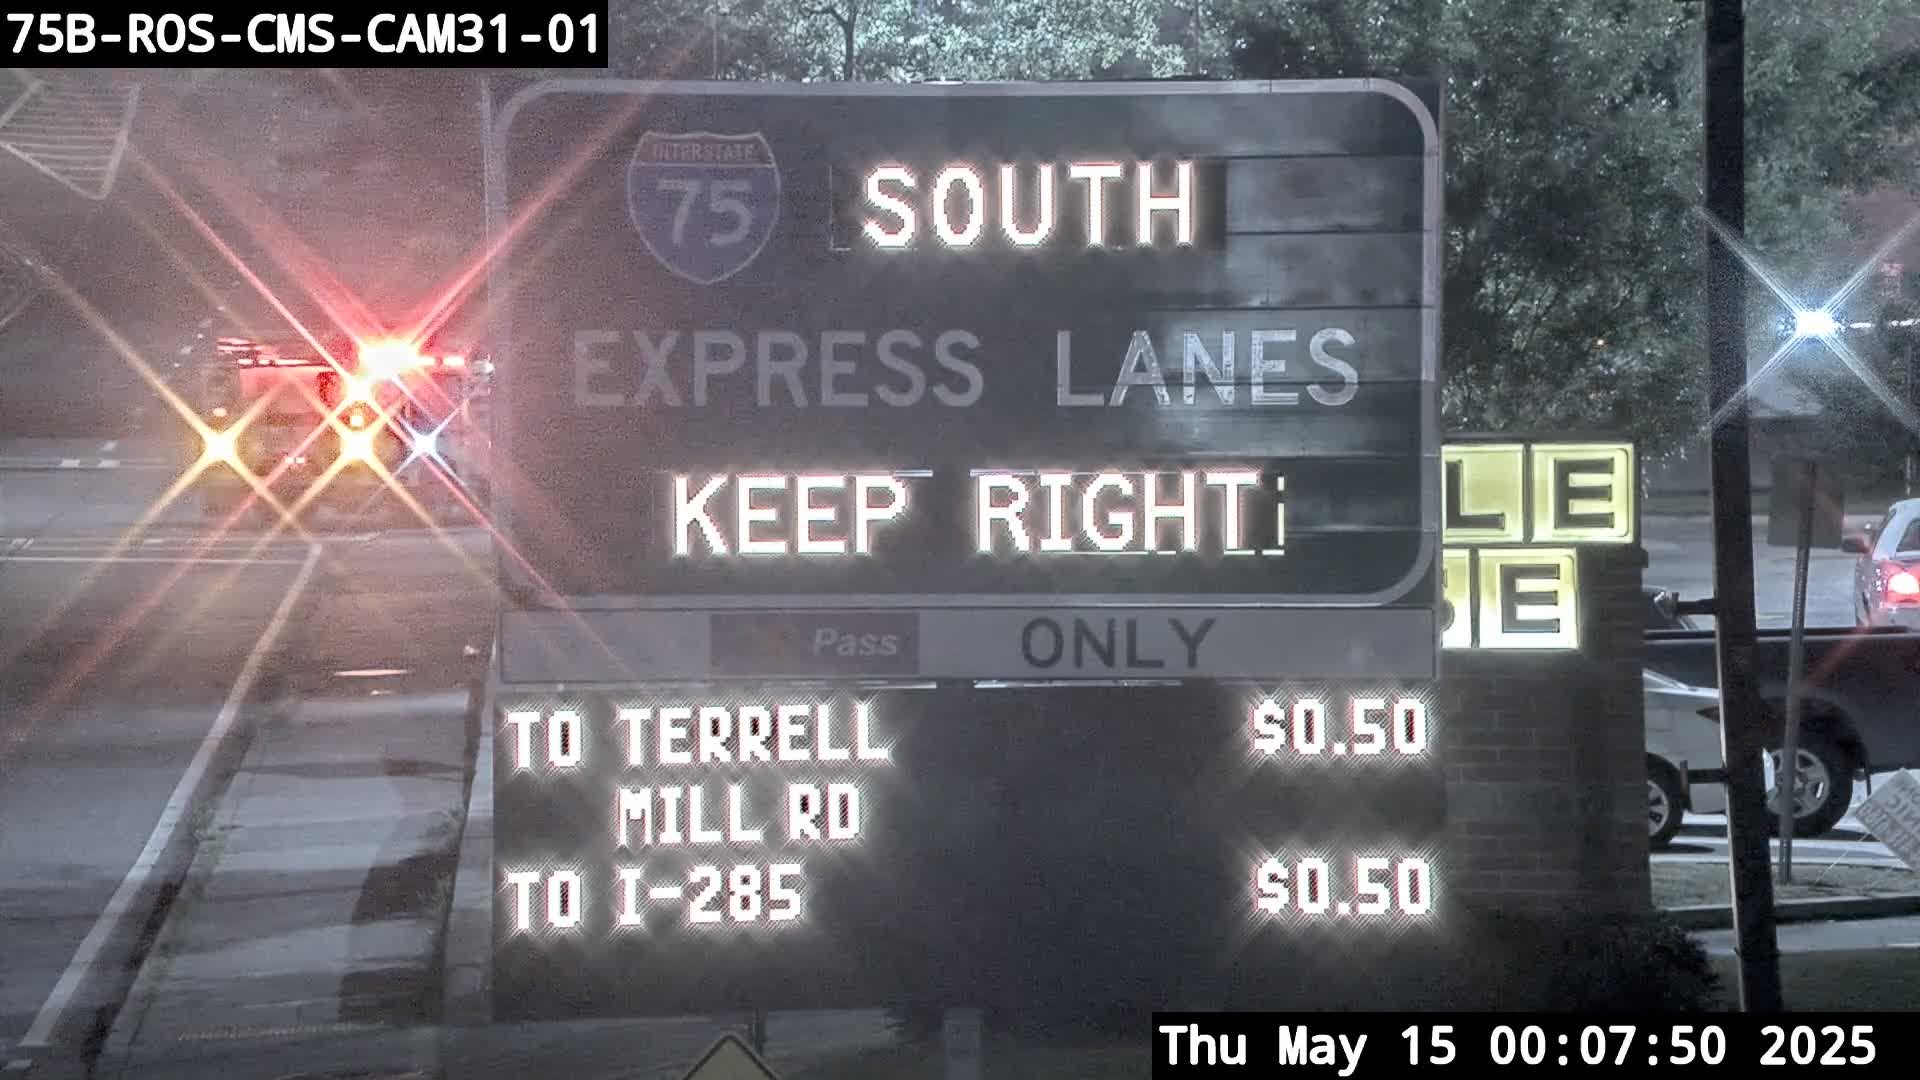 75B-ROS-CMS-CAM31-01
INTERSTATE
75 SOUTH
EXPRESS LANES
KEEP RIGHT
Pass ONLY
TO TERRELL $0.50
MILL RD
TO I-285 $0.50
LE
E
Thu May 15 00:07:50 2025